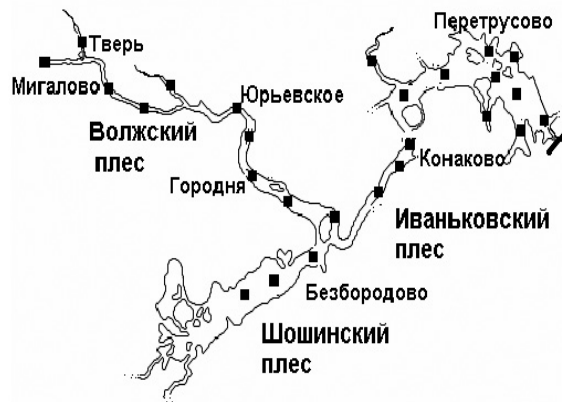 Перетрусово
Тверь
Мигалово
Юрьевское
Волжский
плес
Конаково
Городня
Иваньковский
плес
Безбородово
Шошинский
плес